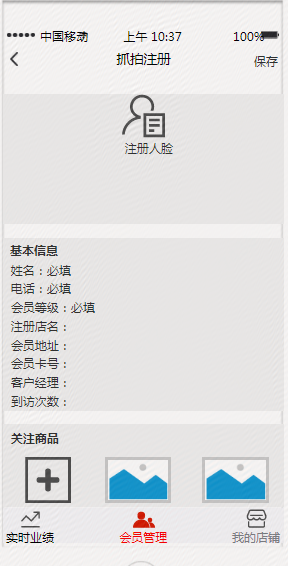 中国移动 上午 10:37 100%
抓拍注册 保存
注册人脸
基本信息
姓名：必填
电话：必填
会员等级：必填
注册店名：
会员地址：
会员卡号：
客户经理：
到访次数：
关注商品
实时业绩 会员管理 我的店铺